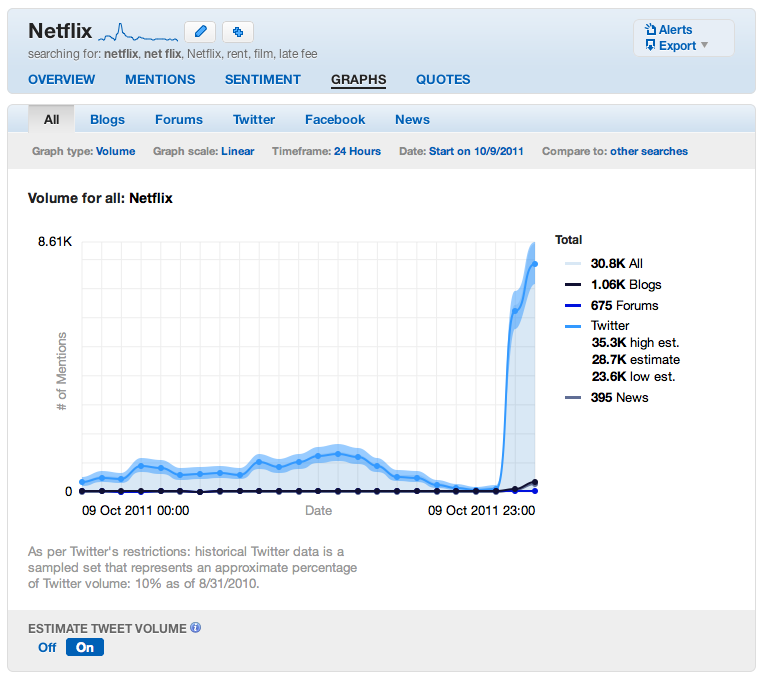 Netflix
Alerts
Export
searching for: netflix, net flix, Netflix, rent, film, late fee
OVERVIEW MENTIONS SENTIMENT GRAPHS QUOTES
All Blogs Forums Twitter Facebook News
Graph type: Volume Graph scale: Linear Timeframe: 24 Hours Date: Start on 10/9/2011 Compare to: other searches
Volume for all: Netflix
8.61K
# of Mentions
0
09 Oct 2011 00:00 Date 09 Oct 2011 23:00
Total
30.8K All
1.06K Blogs
675 Forums
Twitter
35.3K high est.
28.7K estimate
23.6K low est.
395 News
As per Twitter's restrictions: historical Twitter data is a
sampled set that represents an approximate percentage
of Twitter volume: 10% as of 8/31/2010.
ESTIMATE TWEET VOLUME i
Off On